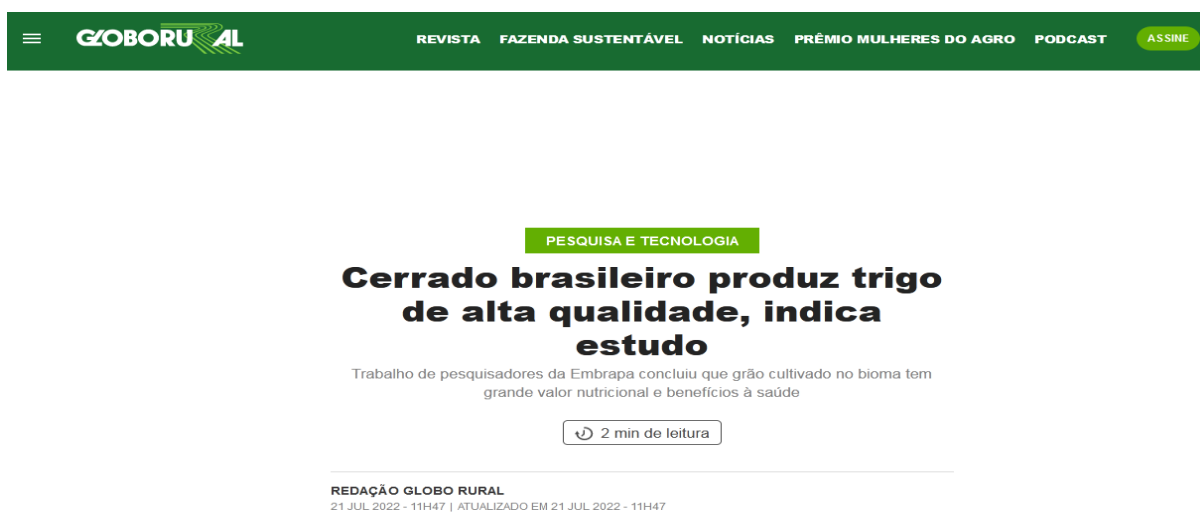 GLOBORURAL
REVISTA FAZENDA SUSTENTÁVEL NOTÍCIAS PRÊMIO MULHERES DO AGRO PODCAST ASSINE
PESQUISA E TECNOLOGIA
Cerrado brasileiro produz trigo
de alta qualidade, indica
estudo
Trabalho de pesquisadores da Embrapa concluiu que grão cultivado no bioma tem
grande valor nutricional e benefícios à saúde
2 min de leitura
REDAÇÃO GLOBO RURAL
21 JUL 2022 - 11H47 | ATUALIZADO EM 21 JUL 2022 - 11H47